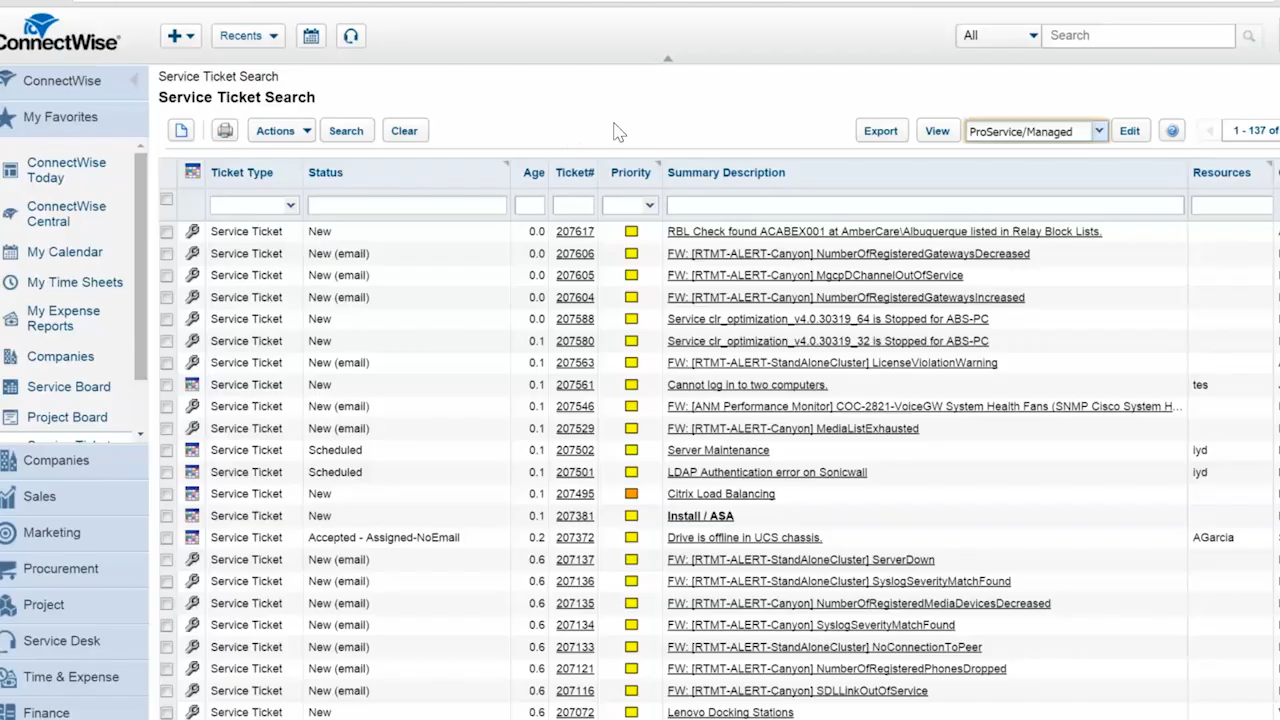 ConnectWise
Recents
All
Search
ConnectWise
My Favorites
ConnectWise
Today
ConnectWise
Central
My Calendar
My Time Sheets
My Expense
Reports
Companies
Service Board
Project Board
Companies
Sales
Marketing
Procurement
Project
Service Desk
Time & Expense
Finance
Service Ticket Search
Service Ticket Search
Actions Search Clear Export View ProService/Managed Edit 1 - 137 of
Ticket Type Status Age Ticket# Priority Summary Description Resources
Service Ticket New 0.0 207617 RBL Check found ACABEX001 at AmberCare\Albuquerque listed in Relay Block Lists.
Service Ticket New (email) 0.0 207606 FW: [RTMT-ALERT-Canyon] NumberOfRegisteredGatewaysDecreased
Service Ticket New (email) 0.0 207605 FW: [RTMT-ALERT-Canyon] MgcpDChannelOutOfService
Service Ticket New (email) 0.0 207604 FW: [RTMT-ALERT-Canyon] NumberOfRegisteredGatewaysIncreased
Service Ticket New 0.0 207588 Service clr_optimization_v4.0.30319_64 is Stopped for ABS-PC
Service Ticket New 0.1 207580 Service clr_optimization_v4.0.30319_32 is Stopped for ABS-PC
Service Ticket New (email) 0.1 207563 FW: [RTMT-ALERT-StandAloneCluster] LicenseViolationWarning
Service Ticket New 0.1 207561 Cannot log in to two computers. tes
Service Ticket New (email) 0.1 207546 FW: [ANM Performance Monitor] COC-2821-VoiceGW System Health Fans (SNMP Cisco System H...
Service Ticket New (email) 0.1 207529 FW: [RTMT-ALERT-Canyon] MediaListExhausted
Service Ticket Scheduled 0.1 207502 Server Maintenance iyd
Service Ticket Scheduled 0.1 207501 LDAP Authentication error on Sonicwall iyd
Service Ticket New 0.1 207495 Citrix Load Balancing
Service Ticket New 0.1 207381 Install / ASA
Service Ticket Accepted - Assigned-NoEmail 0.2 207372 Drive is offline in UCS chassis. AGarcia
Service Ticket New (email) 0.6 207137 FW: [RTMT-ALERT-StandAloneCluster] ServerDown
Service Ticket New (email) 0.6 207136 FW: [RTMT-ALERT-StandAloneCluster] SyslogSeverityMatchFound
Service Ticket New (email) 0.6 207135 FW: [RTMT-ALERT-Canyon] NumberOfRegisteredMediaDevicesDecreased
Service Ticket New (email) 0.6 207134 FW: [RTMT-ALERT-Canyon] SyslogSeverityMatchFound
Service Ticket New (email) 0.6 207133 FW: [RTMT-ALERT-StandAloneCluster] NoConnectionToPeer
Service Ticket New (email) 0.6 207121 FW: [RTMT-ALERT-Canyon] NumberOfRegisteredPhonesDropped
Service Ticket New (email) 0.6 207116 FW: [RTMT-ALERT-Canyon] SDLLinkOutOfService
Service Ticket New 0.6 207072 Lenovo Docking Stations